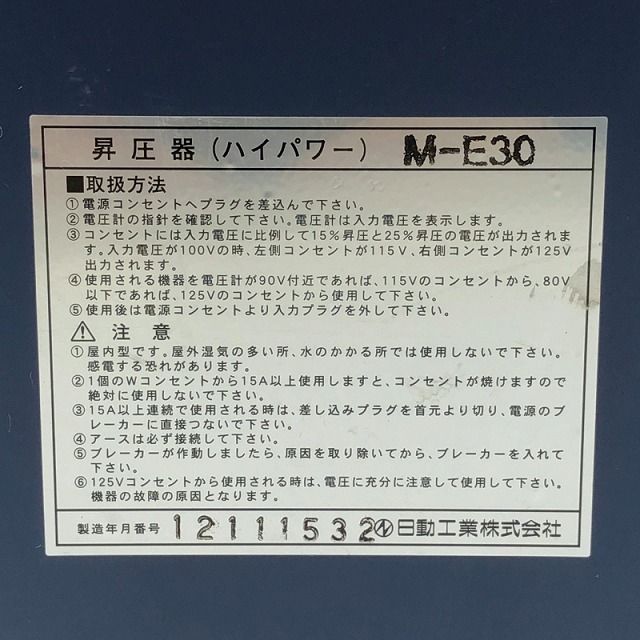 昇圧器(ハイパワー) M-E30
■取扱方法
①電源コンセントへプラグを差込んで下さい。
②電圧計の指針を確認して下さい。電圧計は入力電圧を表示します。
③コンセントには入力電圧に比例して15%昇圧と25%昇圧の電圧が出力されま
す。入力電圧が100Vの時、左側コンセントが115V、右側コンセントが125V
出力されます。
④使用される機器を電圧計が90V付近であれば、115Vのコンセントから、80V
以下であれば、125Vのコンセントから使用して下さい。
⑤使用後は電源コンセントより入力プラグを外して下さい。
⚠ 注 意
①屋内型です。屋外湿気の多い所、水のかかる所では使用しないで下さい。
感電する恐れがあります。
②1個のWコンセントから15A以上使用しますと、コンセントが焼けますので
絶対に使用しないで下さい。
③15A以上連続で使用される時は、差し込みプラグを首元より切り、電源のブ
レーカーに直接つないで下さい。
④アースは必ず接続して下さい。
⑤ブレーカーが作動しましたら、原因を取り除いてから、ブレーカーを入れて
下さい。
⑥125Vコンセントから使用される時は、電圧に充分に注意して使用して下さい。
機器の故障の原因となります。
製造年月番号 12111532 日動工業株式会社